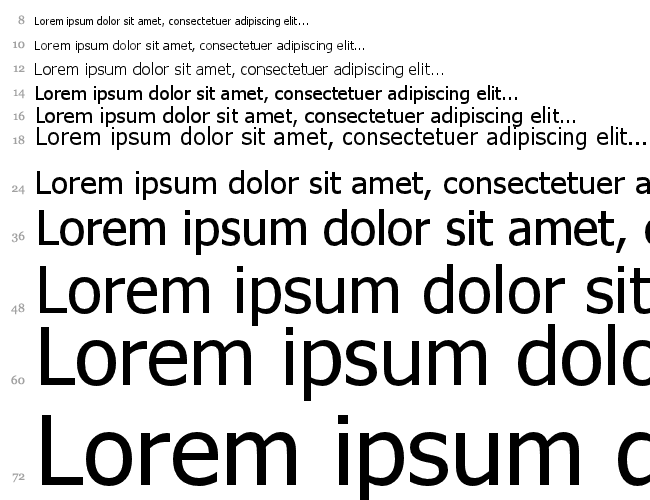 8 Lorem ipsum dolor sit amet, consectetuer adipiscing elit...
10 Lorem ipsum dolor sit amet, consectetuer adipiscing elit...
12 Lorem ipsum dolor sit amet, consectetuer adipiscing elit...
14 Lorem ipsum dolor sit amet, consectetuer adipiscing elit...
16 Lorem ipsum dolor sit amet, consectetuer adipiscing elit...
18 Lorem ipsum dolor sit amet, consectetuer adipiscing elit...
24 Lorem ipsum dolor sit amet, consectetuer a
36 Lorem ipsum dolor sit amet,
48 Lorem ipsum dolor sit
60 Lorem ipsum dolo
72 Lorem ipsum